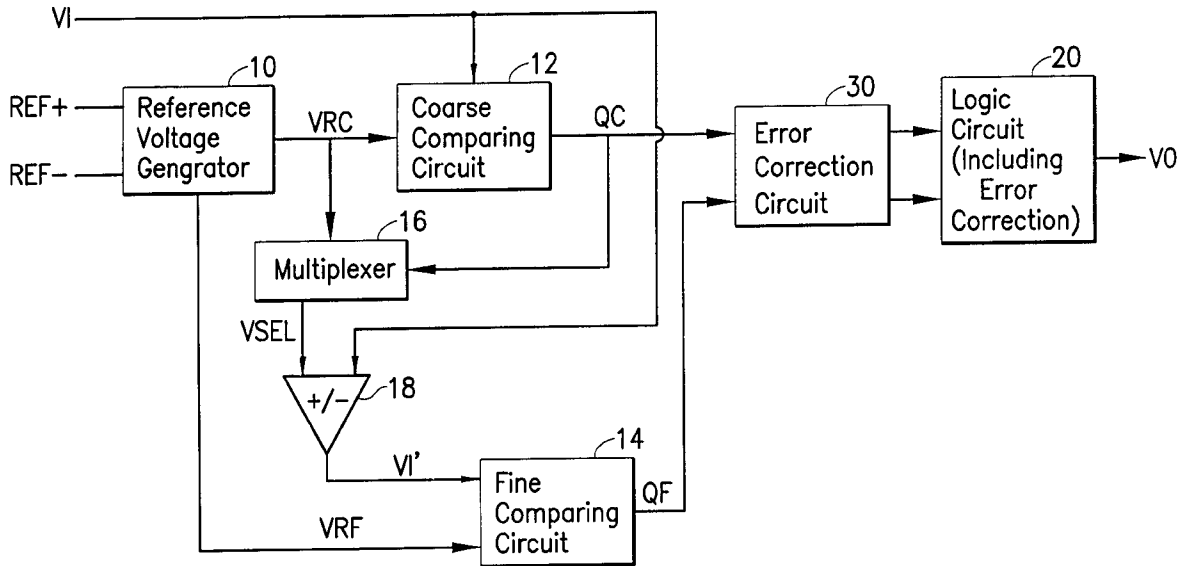 VI
10
REF+
REF-
Reference
Voltage
Gengrator
VRC
12
Coarse
Comparing
Circuit
QC
30
Error
Correction
Circuit
20
Logic
Circuit
(Including
Error
Correction)
VO
16
Multiplexer
VSEL
+/-
18
VI'
VRF
14
Fine
Comparing
Circuit
QF